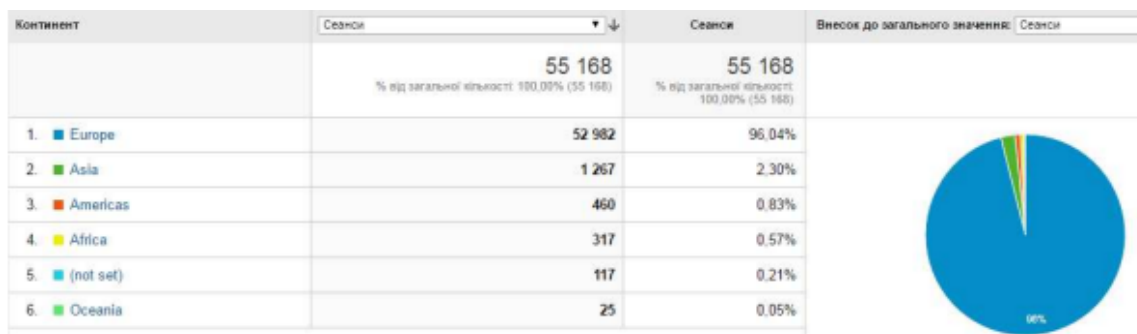 Континент Сеанси Сеанси Внесок до загального значення: Сеанси
55 168 55 168
% від загальної кількості: 100,00% (55 168) % від загальної кількості:
100,00% (55 168)
1. Europe 52 982 96,04%
2. Asia 1 267 2,30%
3. Americas 460 0,83%
4. Africa 317 0,57%
5. (not set) 117 0,21%
6. Oceania 25 0,05%